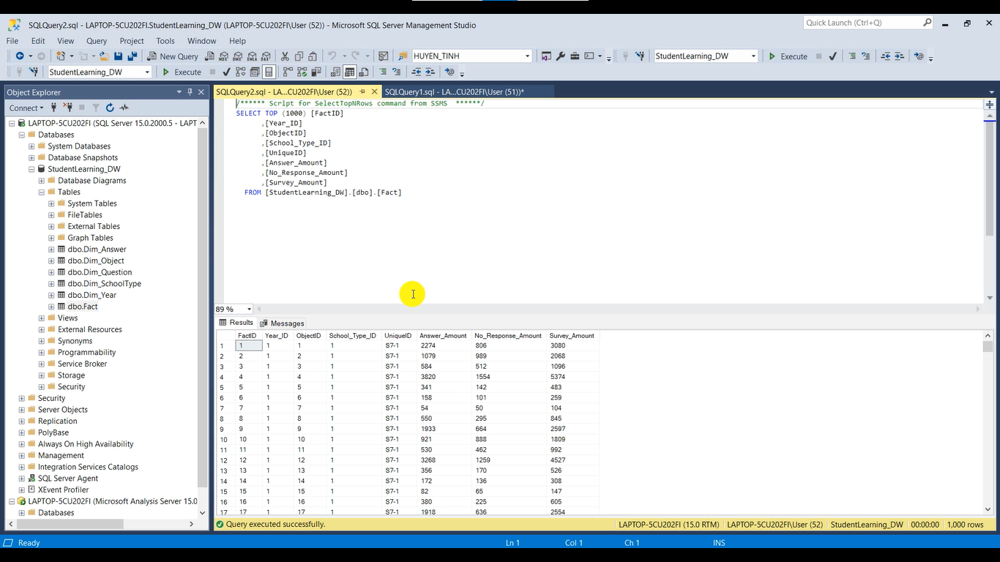 SQLQuery2.sql - LAPTOP-5CU202FI.StudentLearning_DW (LAPTOP-5CU202FI\User (52)) - Microsoft SQL Server Management Studio
Quick Launch (Ctrl+Q)
File Edit View Query Project Tools Window Help
New Query HUYEN_TINH StudentLearning_DW Execute
StudentLearning_DW Execute
Object Explorer
SQLQuery2.sql - LA...CU202FI\User (52)) SQLQuery1.sql - LA...CU202FI\User (51))*
Connect
LAPTOP-5CU202FI (SQL Server 15.0.2000.5 - LAPT
Databases
System Databases
Database Snapshots
StudentLearning_DW
Database Diagrams
Tables
System Tables
FileTables
External Tables
Graph Tables
dbo.Dim_Answer
dbo.Dim_Object
dbo.Dim_Question
dbo.Dim_SchoolType
dbo.Dim_Year
dbo.Fact
Views
External Resources
Synonyms
Programmability
Service Broker
Storage
Security
Security
Server Objects
Replication
PolyBase
Always On High Availability
Management
Integration Services Catalogs
SQL Server Agent
XEvent Profiler
LAPTOP-5CU202FI (Microsoft Analysis Server 15.0
Databases
/****** Script for SelectTopNRows command from SSMS ******/
SELECT TOP (1000) [FactID]
,[Year_ID]
,[ObjectID]
,[School_Type_ID]
,[UniqueID]
,[Answer_Amount]
,[No_Response_Amount]
,[Survey_Amount]
FROM [StudentLearning_DW].[dbo].[Fact]
89 %
Results Messages
FactID Year_ID ObjectID School_Type_ID UniqueID Answer_Amount No_Response_Amount Survey_Amount
1 1 1 1 1 S7-1 2274 806 3080
2 2 1 2 1 S7-1 1079 989 2068
3 3 1 3 1 S7-1 584 512 1096
4 4 1 4 1 S7-1 3820 1554 5374
5 5 1 5 1 S7-1 341 142 483
6 6 1 6 1 S7-1 158 101 259
7 7 1 7 1 S7-1 54 50 104
8 8 1 8 1 S7-1 550 295 845
9 9 1 9 1 S7-1 1933 664 2597
10 10 1 10 1 S7-1 921 888 1809
11 11 1 11 1 S7-1 530 462 992
12 12 1 12 1 S7-1 3268 1259 4527
13 13 1 13 1 S7-1 356 170 526
14 14 1 14 1 S7-1 172 136 308
15 15 1 15 1 S7-1 82 65 147
16 16 1 16 1 S7-1 380 225 605
17 17 1 17 1 S7-1 1918 636 2554
Query executed successfully. LAPTOP-5CU202FI (15.0 RTM) LAPTOP-5CU202FI\User (52) StudentLearning_DW 00:00:00 1,000 rows
Ready Ln 1 Col 1 Ch 1 INS